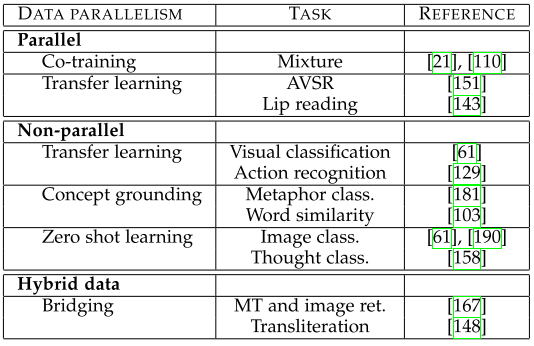 DATA PARALLELISM TASK REFERENCE
Parallel
Co-training Mixture [21], [110]
Transfer learning AVSR [151]
Lip reading [143]
Non-parallel
Transfer learning Visual classification [61]
Action recognition [129]
Concept grounding Metaphor class. [181]
Word similarity [103]
Zero shot learning Image class. [61], [190]
Thought class. [158]
Hybrid data
Bridging MT and image ret. [167]
Transliteration [148]